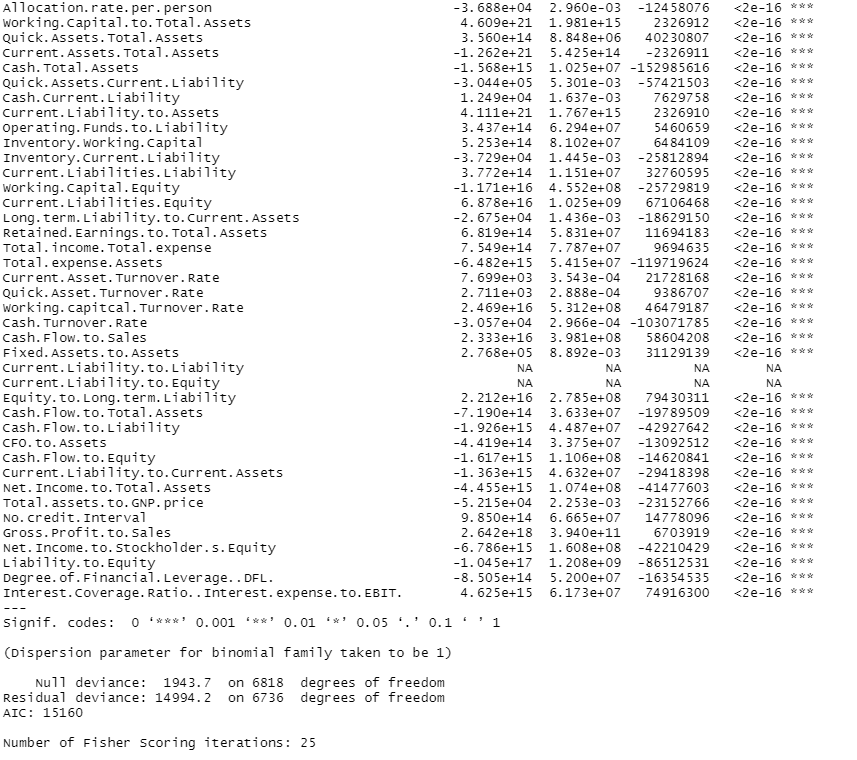 Allocation.rate.per.person -3.688e+04 2.960e-03 -12458076 <2e-16 ***
Working.Capital.to.Total.Assets 4.609e+21 1.981e+15 2326912 <2e-16 ***
Quick.Assets.Total.Assets 3.560e+14 8.848e+06 40230807 <2e-16 ***
Current.Assets.Total.Assets -1.262e+21 5.425e+14 -2326911 <2e-16 ***
Cash.Total.Assets -1.568e+15 1.025e+07 -152985616 <2e-16 ***
Quick.Assets.Current.Liability -3.044e+05 5.301e-03 -57421503 <2e-16 ***
Cash.Current.Liability 1.249e+04 1.637e-03 7629758 <2e-16 ***
Current.Liability.to.Assets 4.111e+21 1.767e+15 2326910 <2e-16 ***
Operating.Funds.to.Liability 3.437e+14 6.294e+07 5460659 <2e-16 ***
Inventory.Working.Capital 5.253e+14 8.102e+07 6484109 <2e-16 ***
Inventory.Current.Liability -3.729e+04 1.445e-03 -25812894 <2e-16 ***
Current.Liabilities.Liability 3.772e+14 1.151e+07 32760595 <2e-16 ***
Working.Capital.Equity -1.171e+16 4.552e+08 -25729819 <2e-16 ***
Current.Liabilities.Equity 6.878e+16 1.025e+09 67106468 <2e-16 ***
Long.term.Liability.to.Current.Assets -2.675e+04 1.436e-03 -18629150 <2e-16 ***
Retained.Earnings.to.Total.Assets 6.819e+14 5.831e+07 11694183 <2e-16 ***
Total.income.Total.expense 7.549e+14 7.787e+07 9694635 <2e-16 ***
Total.expense.Assets -6.482e+15 5.415e+07 -119719624 <2e-16 ***
Current.Asset.Turnover.Rate 7.699e+03 3.543e-04 21728168 <2e-16 ***
Quick.Asset.Turnover.Rate 2.711e+03 2.888e-04 9386707 <2e-16 ***
Working.capitcal.Turnover.Rate 2.469e+16 5.312e+08 46479187 <2e-16 ***
Cash.Turnover.Rate -3.057e+04 2.966e-04 -103071785 <2e-16 ***
Cash.Flow.to.Sales 2.333e+16 3.981e+08 58604208 <2e-16 ***
Fixed.Assets.to.Assets 2.768e+05 8.892e-03 31129139 <2e-16 ***
Current.Liability.to.Liability NA NA NA NA
Current.Liability.to.Equity NA NA NA NA
Equity.to.Long.term.Liability 2.212e+16 2.785e+08 79430311 <2e-16 ***
Cash.Flow.to.Total.Assets -7.190e+14 3.633e+07 -19789509 <2e-16 ***
Cash.Flow.to.Liability -1.926e+15 4.487e+07 -42927642 <2e-16 ***
CFO.to.Assets -4.419e+14 3.375e+07 -13092512 <2e-16 ***
Cash.Flow.to.Equity -1.617e+15 1.106e+08 -14620841 <2e-16 ***
Current.Liability.to.Current.Assets -1.363e+15 4.632e+07 -29418398 <2e-16 ***
Net.Income.to.Total.Assets -4.455e+15 1.074e+08 -41477603 <2e-16 ***
Total.assets.to.GNP.price -5.215e+04 2.253e-03 -23152766 <2e-16 ***
No.credit.Interval 9.850e+14 6.665e+07 14778096 <2e-16 ***
Gross.Profit.to.Sales 2.642e+18 3.940e+11 6703919 <2e-16 ***
Net.Income.to.Stockholder.s.Equity -6.786e+15 1.608e+08 -42210429 <2e-16 ***
Liability.to.Equity -1.045e+17 1.208e+09 -86512531 <2e-16 ***
Degree.of.Financial.Leverage..DFL. -8.505e+14 5.200e+07 -16354535 <2e-16 ***
Interest.Coverage.Ratio..Interest.expense.to.EBIT. 4.625e+15 6.173e+07 74916300 <2e-16 ***
---
Signif. codes:  0 ‘***’ 0.001 ‘**’ 0.01 ‘*’ 0.05 ‘.’ 0.1 ‘ ’ 1
(Dispersion parameter for binomial family taken to be 1)
Null deviance:  1943.7  on 6818  degrees of freedom
Residual deviance: 14994.2  on 6736  degrees of freedom
AIC: 15160
Number of Fisher Scoring iterations: 25